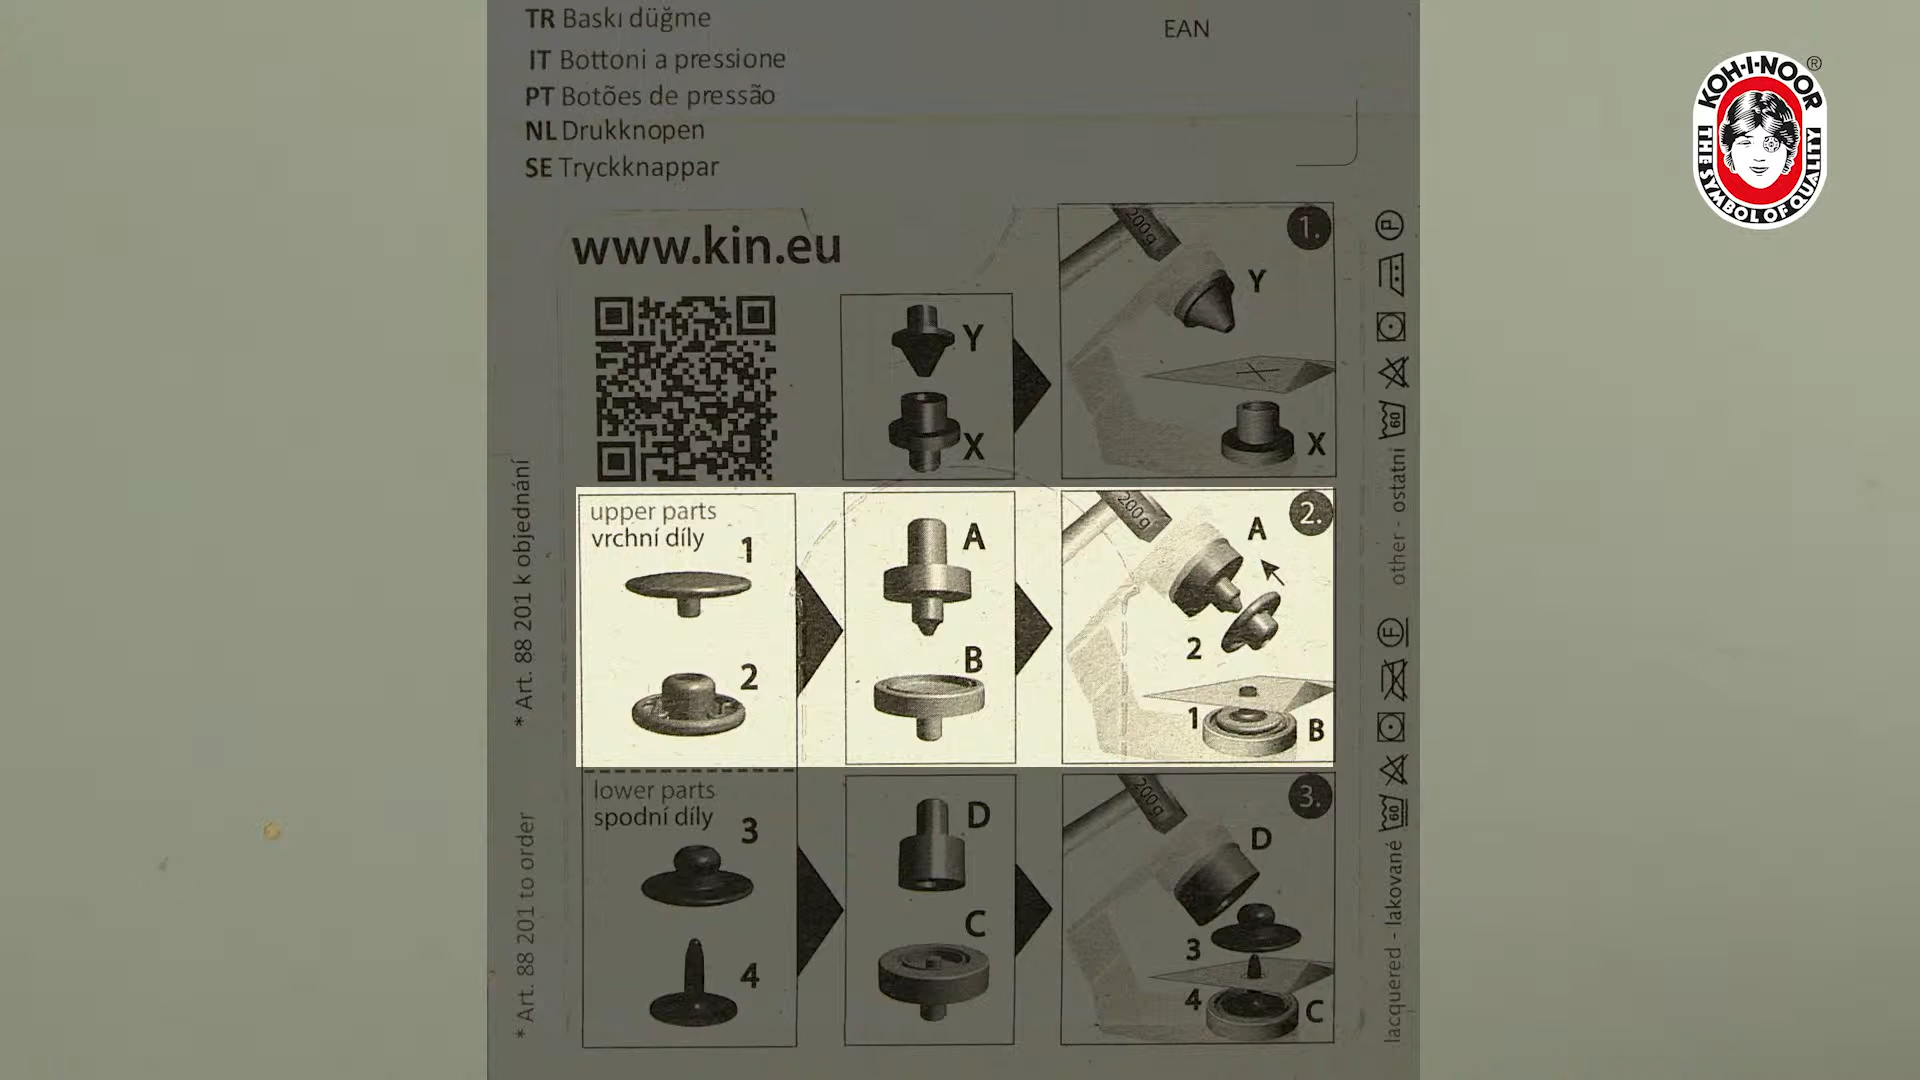 TR Baskı düğme
IT Bottoni a pressione
PT Botões de pressão
NL Drukknopen
SE Tryckknappar
EAN
KOH-I-NOOR ®
THE SYMBOL OF QUALITY
www.kin.eu
Y
X
200g
1.
Y
X
upper parts
vrchní díly
1
2
A
B
200g
2.
A
2
1
B
lower parts
spodní díly
3
4
D
C
200g
3.
D
3
4
C
* Art. 88 201 k objednání
* Art. 88 201 to order
other - ostatní
60
P
lacquered - lakované
60
F